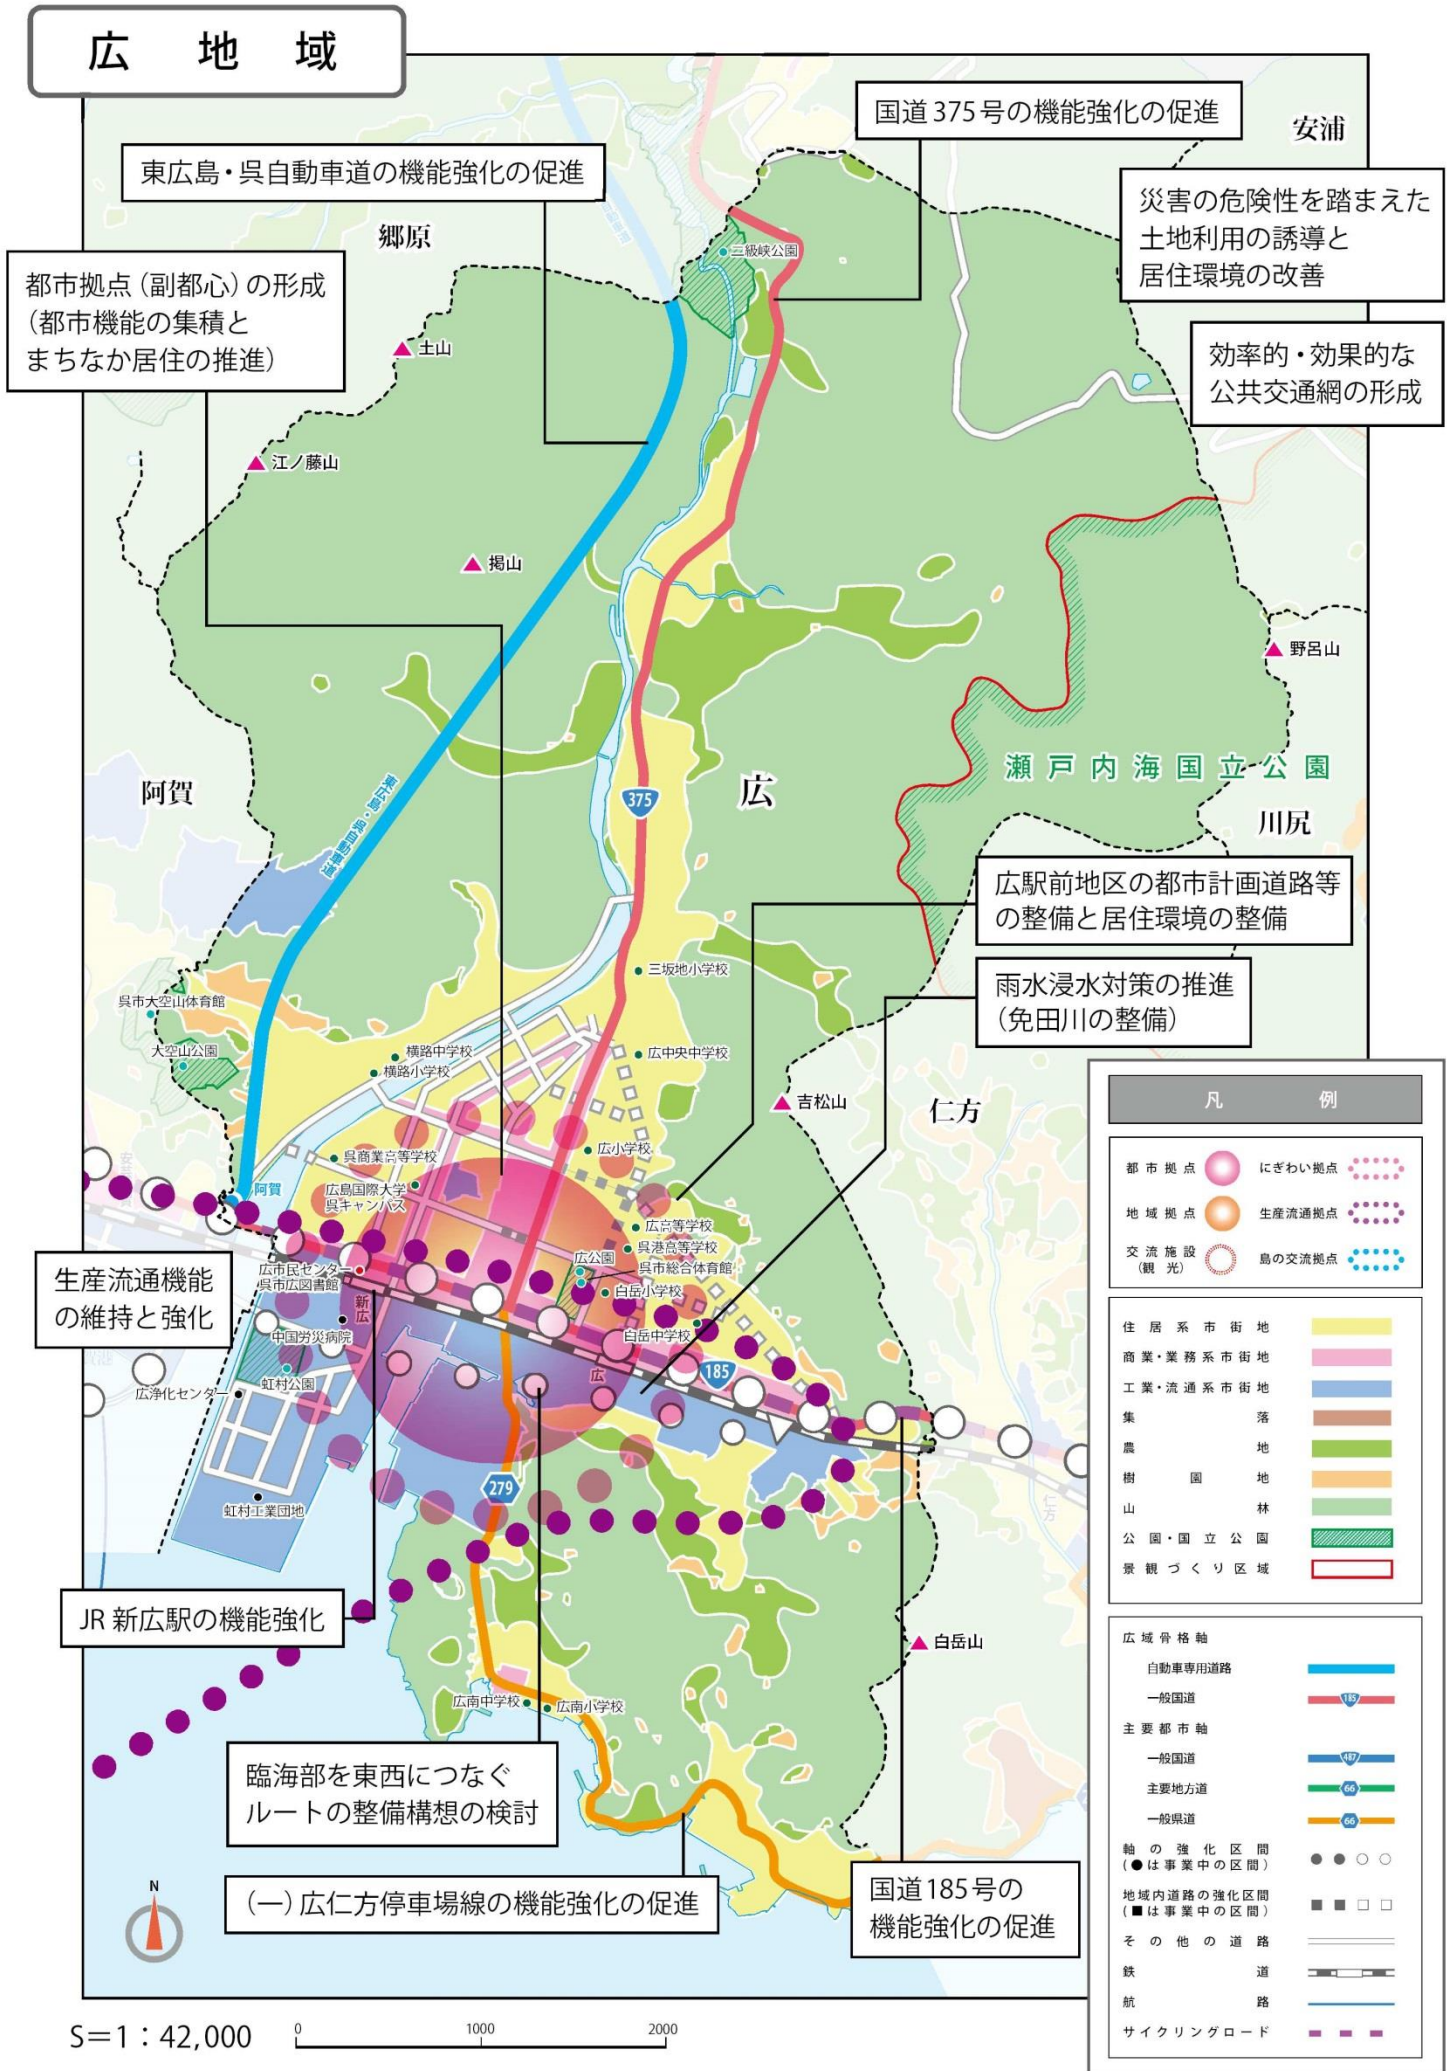 広 地 域
国道375号の機能強化の促進
安浦
東広島・呉自動車道の機能強化の促進
災害の危険性を踏まえた
土地利用の誘導と
居住環境の改善
郷原
二級峡公園
都市拠点（副都心）の形成
（都市機能の集積と
まちなか居住の推進）
効率的・効果的な
公共交通網の形成
土山
江ノ藤山
掲山
野呂山
瀬戸内海国立公園
阿賀
広
375
川尻
東広島・呉自動車道
広駅前地区の都市計画道路等
の整備と居住環境の整備
三坂地小学校
雨水浸水対策の推進
（免田川の整備）
呉市大空山体育館
大空山公園
横路中学校
横路小学校
広中央中学校
吉松山
仁方
呉商業高等学校
広小学校
阿賀
広島国際大学
呉キャンパス
広高等学校
呉港高等学校
広公園
呉市総合体育館
広市民センター
呉市広図書館
白岳小学校
生産流通機能
の維持と強化
新広
中国労災病院
白岳中学校
広
185
虹村公園
広浄化センター
279
虹村工業団地
仁方
JR 新広駅の機能強化
白岳山
広南中学校
広南小学校
臨海部を東西につなぐ
ルートの整備構想の検討
（一）広仁方停車場線の機能強化の促進
国道185号の
機能強化の促進
N
S＝1：42,000
0 1000 2000
凡 例
都市拠点
にぎわい拠点
地域拠点
生産流通拠点
交流施設
（観光）
島の交流拠点
住居系市街地
商業・業務系市街地
工業・流通系市街地
集落
農地
樹園地
山林
公園・国立公園
景観づくり区域
広域骨格軸
自動車専用道路
一般国道
185
主要都市軸
一般国道
487
主要地方道
66
一般県道
66
軸の強化区間
（●は事業中の区間）
地域内道路の強化区間
（■は事業中の区間）
その他の道路
鉄道
航路
サイクリングロード